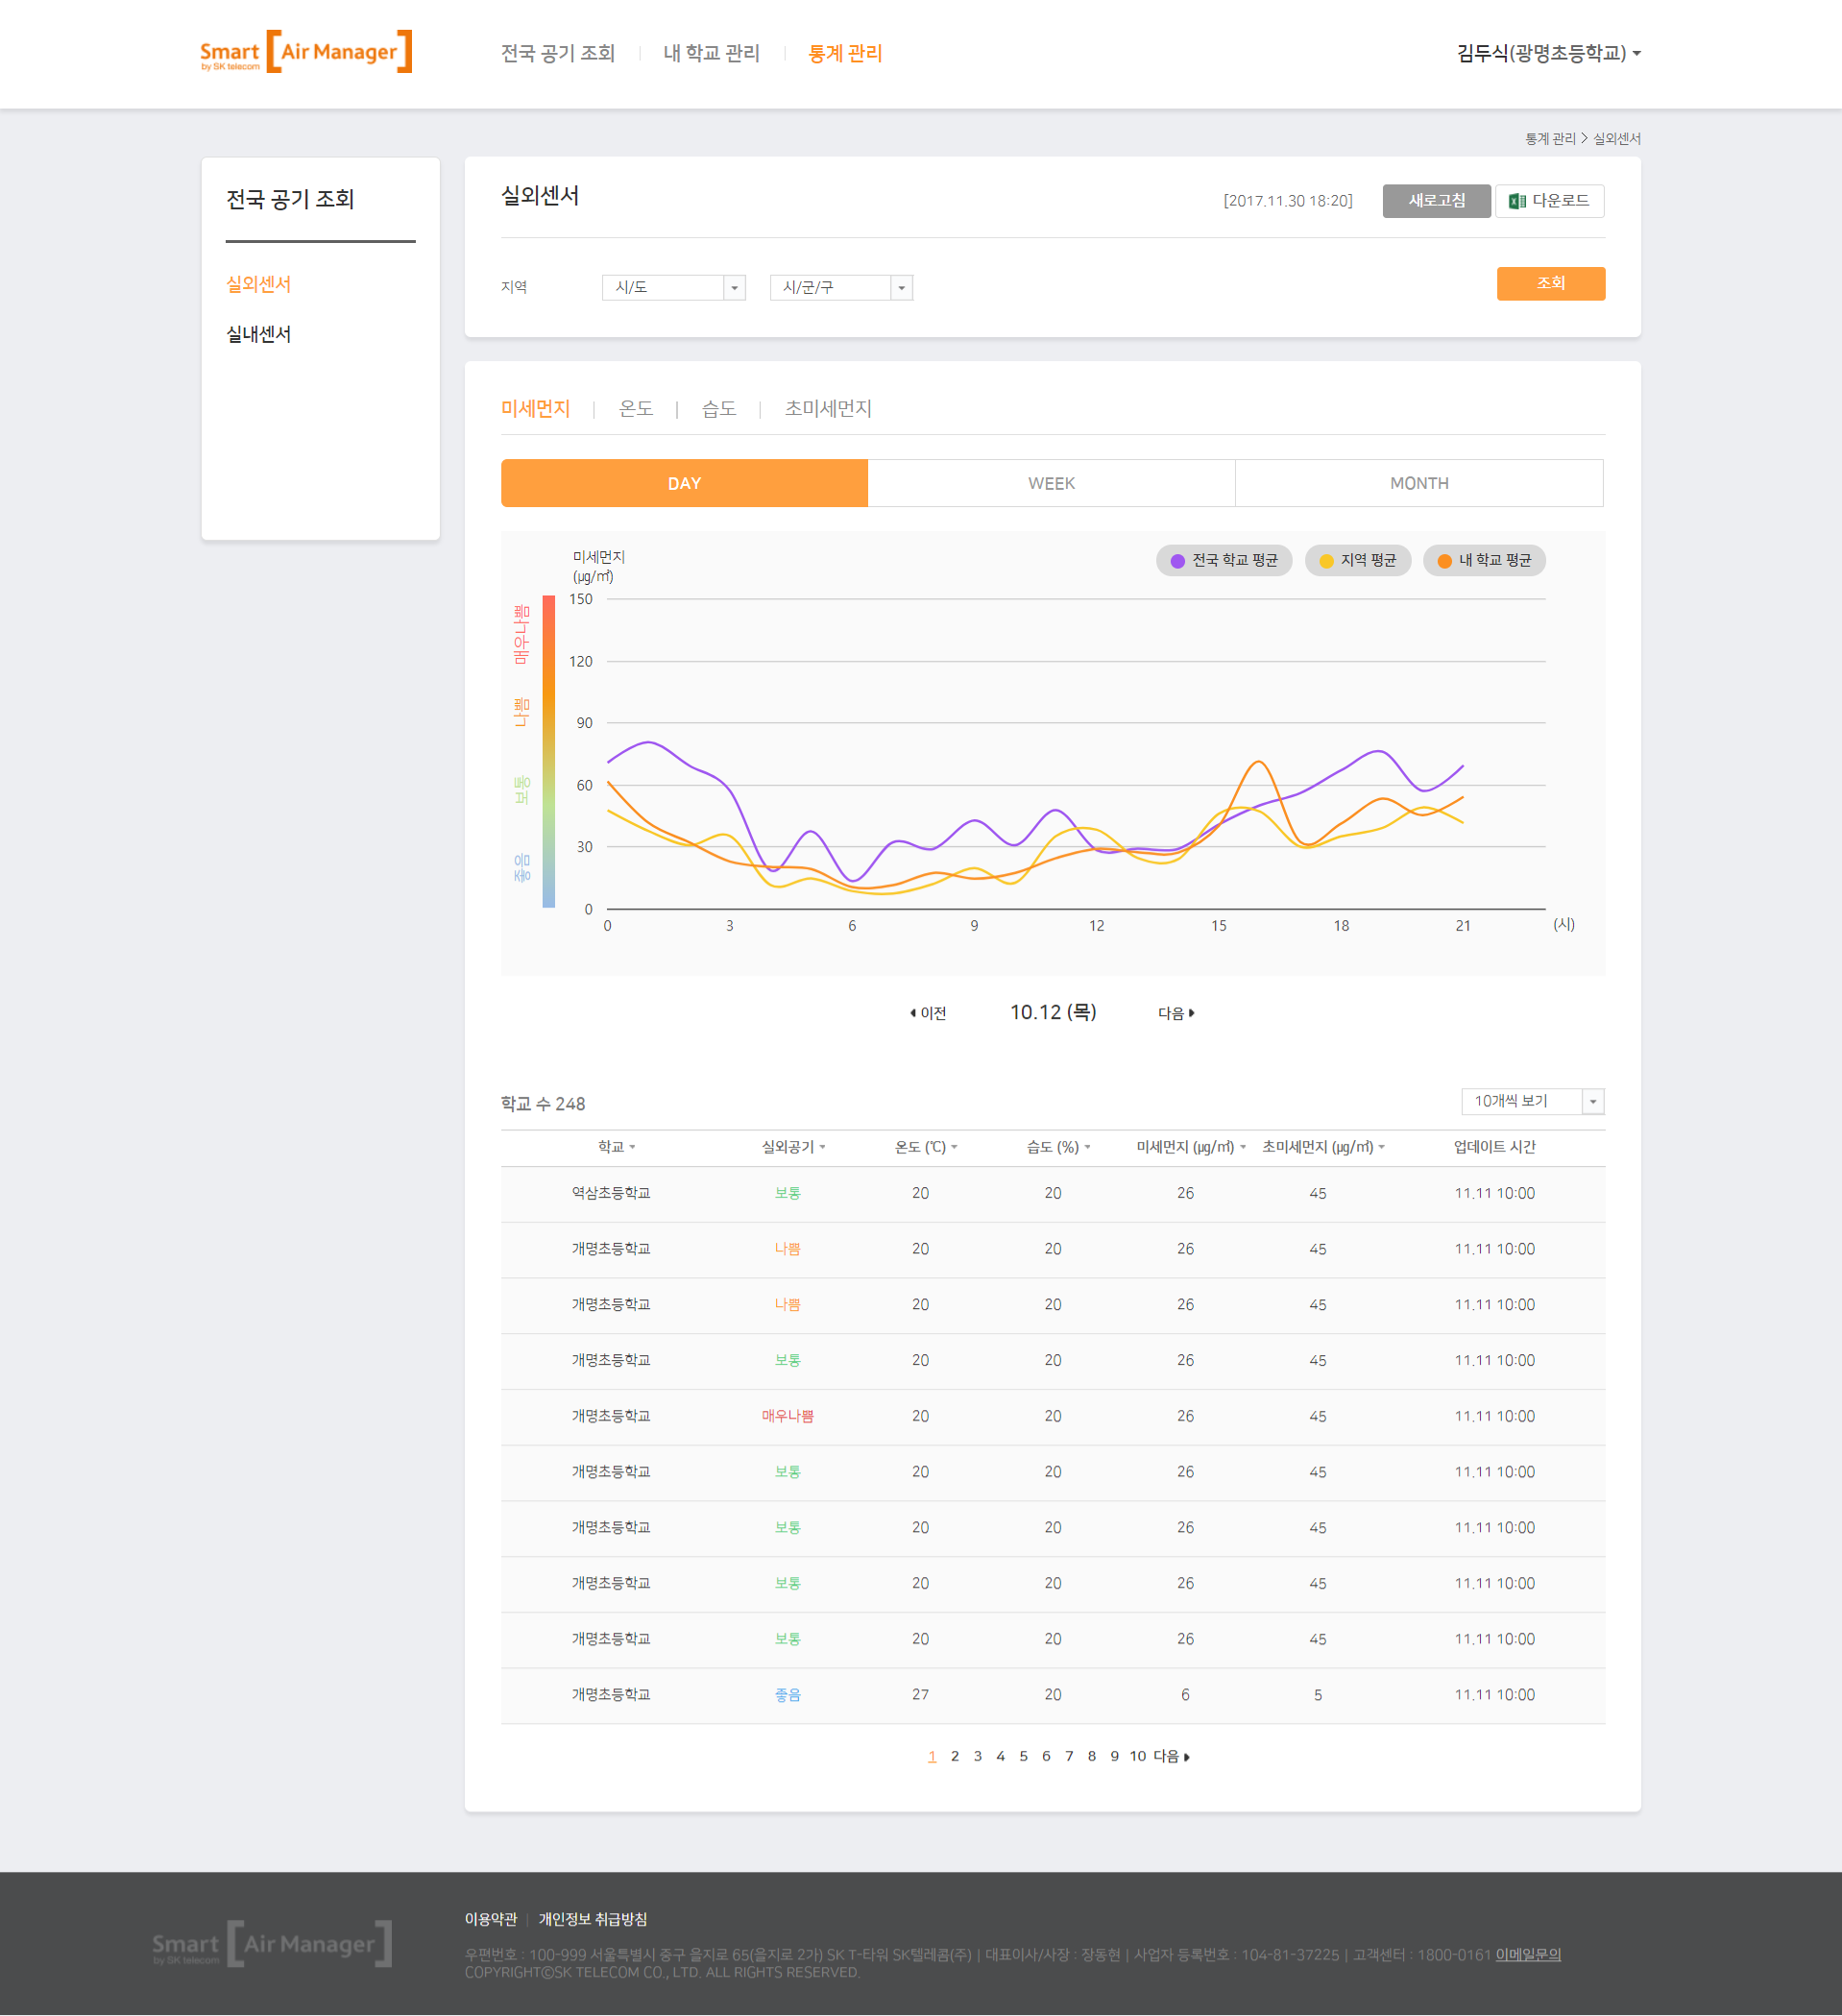 Smart [Air Manager]
by SK telecom
전국 공기 조회
내 학교 관리
통계 관리
김두식(광명초등학교)
통계 관리 > 실외센서
전국 공기 조회
실외센서
실내센서
실외센서
[2017.11.30 18:20]
새로고침
다운로드
지역
시/도
시/군/구
조회
미세먼지 | 온도 | 습도 | 초미세먼지
DAY
WEEK
MONTH
미세먼지
(㎍/㎥)
전국 학교 평균
지역 평균
내 학교 평균
매우나쁨
나쁨
보통
좋음
150
120
90
60
30
0
0 3 6 9 12 15 18 21 (시)
이전
10.12 (목)
다음
학교 수 248
10개씩 보기
학교 실외공기 온도 (℃) 습도 (%) 미세먼지 (㎍/㎥) 초미세먼지 (㎍/㎥) 업데이트 시간
역삼초등학교 보통 20 20 26 45 11.11 10:00
개명초등학교 나쁨 20 20 26 45 11.11 10:00
개명초등학교 나쁨 20 20 26 45 11.11 10:00
개명초등학교 보통 20 20 26 45 11.11 10:00
개명초등학교 매우나쁨 20 20 26 45 11.11 10:00
개명초등학교 보통 20 20 26 45 11.11 10:00
개명초등학교 보통 20 20 26 45 11.11 10:00
개명초등학교 보통 20 20 26 45 11.11 10:00
개명초등학교 보통 20 20 26 45 11.11 10:00
개명초등학교 좋음 27 20 6 5 11.11 10:00
1 2 3 4 5 6 7 8 9 10 다음
Smart [Air Manager]
by SK telecom
이용약관 | 개인정보 취급방침
우편번호 : 100-999 서울특별시 중구 을지로 65(을지로 2가) SK T-타워 SK텔레콤(주) | 대표이사/사장 : 장동현 | 사업자 등록번호 : 104-81-37225 | 고객센터 : 1800-0161 이메일문의
COPYRIGHTⓒSK TELECOM CO., LTD. ALL RIGHTS RESERVED.